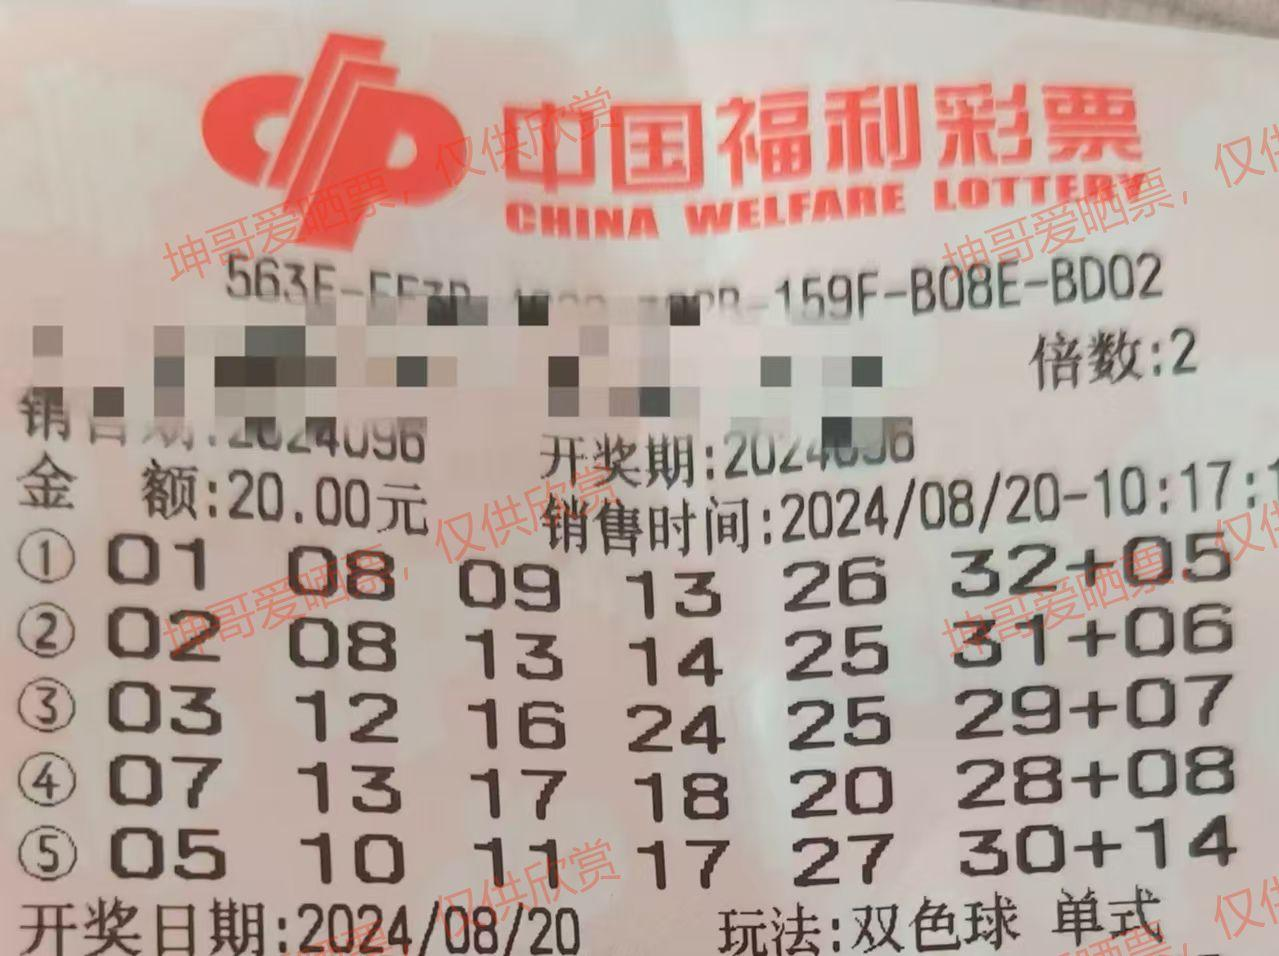 中国福利彩票
CHINA WELFARE LOTTERY
-159F-B08E-BD02
倍数:2
销售期:2024096 开奖期:2024096
金 额:20.00元 销售时间:2024/08/20-10:17:1
① 01 08 09 13 26 32+05
② 02 08 13 14 25 31+06
③ 03 12 16 24 25 29+07
④ 07 13 17 18 20 28+08
⑤ 05 10 11 17 27 30+14
开奖日期:2024/08/20 玩法:双色球 单式
坤哥爱晒票,仅供欣赏
坤哥爱晒票,仅供
坤哥爱晒票,仅供欣赏
坤哥爱晒票,仅供
仅供欣赏
仅供